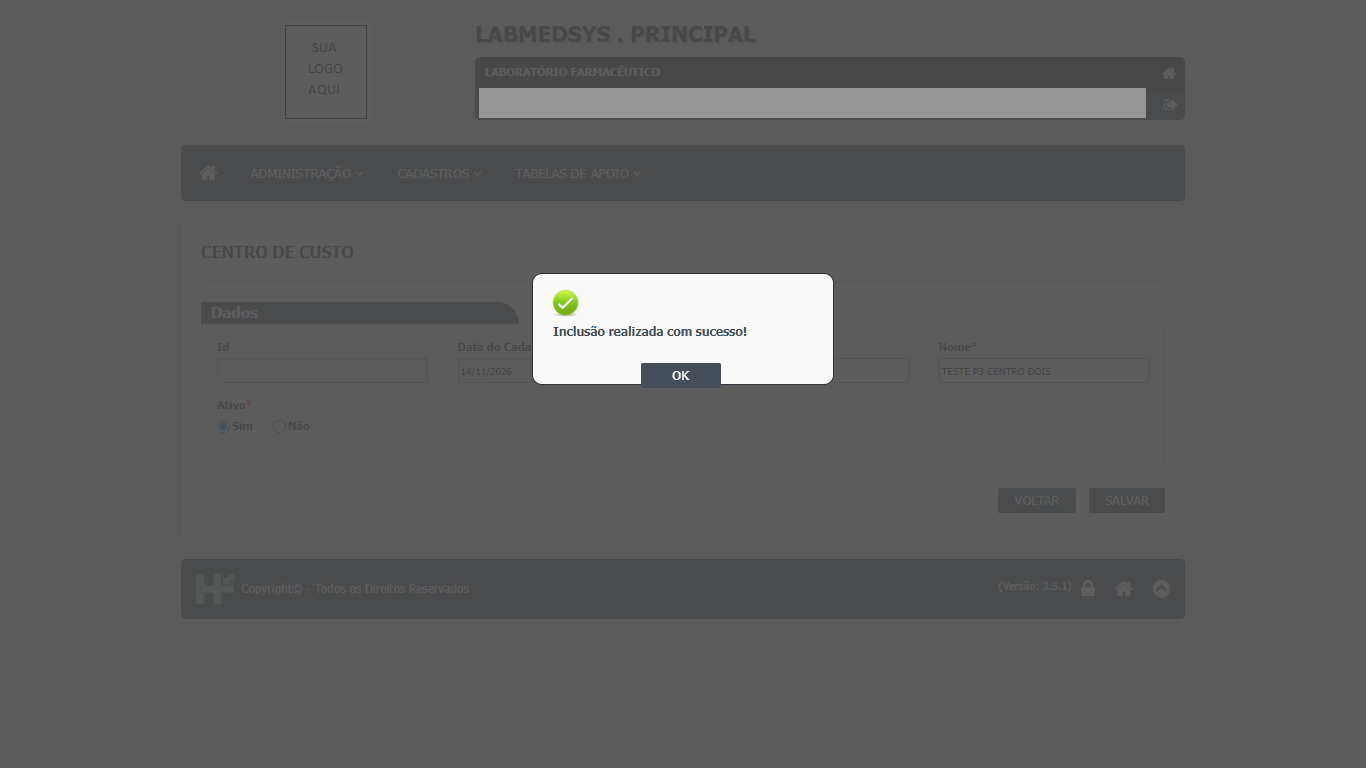 SUA
LOGO
AQUI
LABMEDSYS . PRINCIPAL
LABORATÓRIO FARMACÊUTICO
ADMINISTRAÇÃO
CADASTROS
TABELAS DE APOIO
CENTRO DE CUSTO
Dados
Id
Data do Cada
Nome*
14/11/2026
TESTE P3 CENTRO DOIS
Ativo*
Sim
Não
Inclusão realizada com sucesso!
OK
VOLTAR
SALVAR
Copyright© - Todos os Direitos Reservados
(Versão: 3.5.1)